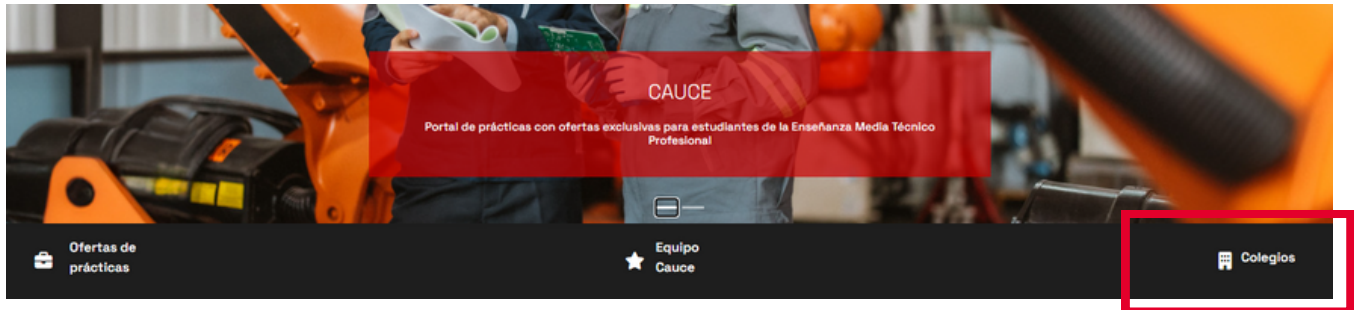 CAUCE
Portal de prácticas con ofertas exclusivas para estudiantes de la Enseñanza Media Técnico
Profesional
Ofertas de
prácticas
Equipo
Cauce
Colegios